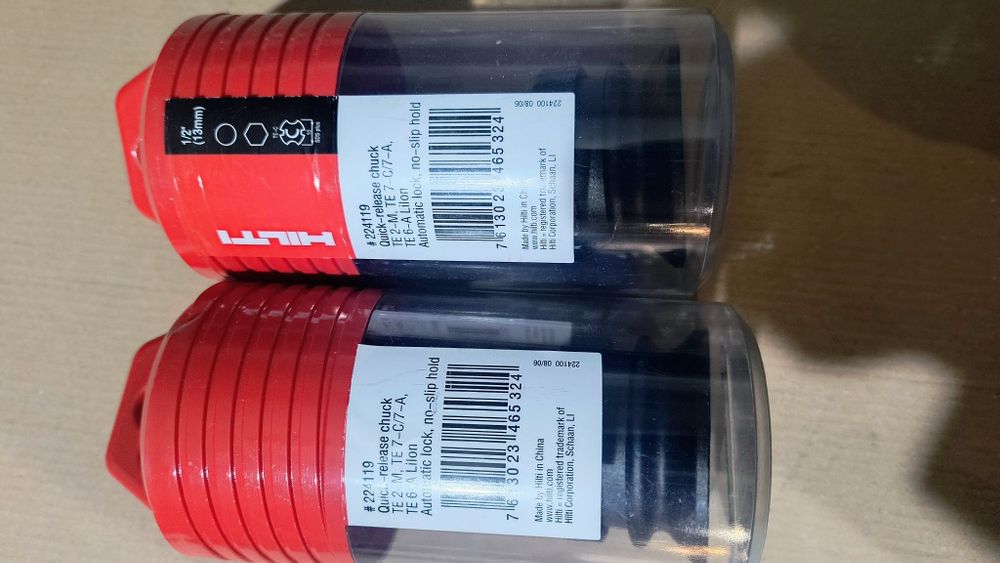 HILTI
1/2"
(13mm)
TE-C
SDS plus
# 224119
Quick-release chuck
TE 2-M, TE 7-C/7-A,
TE 6-A LiIon
Automatic lock, no-slip hold
7 613023 465324
224100 08/06
Made by Hilti in China
www.hilti.com
Hilti = registered trademark of
Hilti Corporation, Schaan, LI
# 224119
Quick-release chuck
TE 2-M, TE 7-C/7-A,
TE 6-A LiIon
Automatic lock, no-slip hold
7 613023 465324
224100 08/06
Made by Hilti in China
www.hilti.com
Hilti = registered trademark of
Hilti Corporation, Schaan, LI